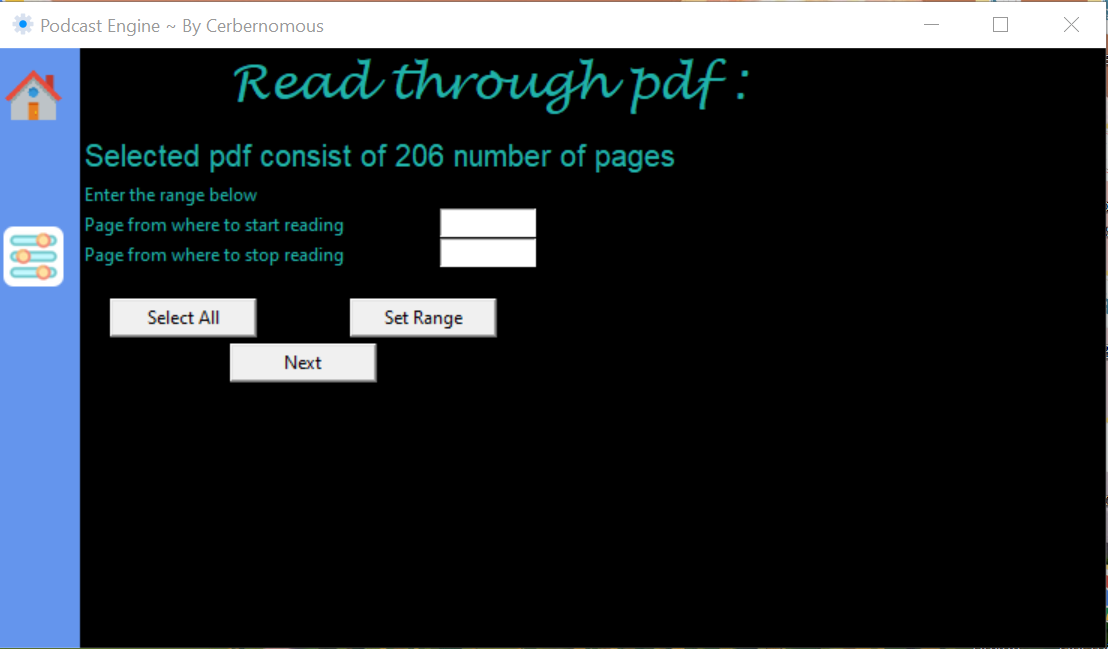 Podcast Engine ~ By Cerbernomous
Read through pdf :
Selected pdf consist of 206 number of pages
Enter the range below
Page from where to start reading
Page from where to stop reading
Select All
Set Range
Next